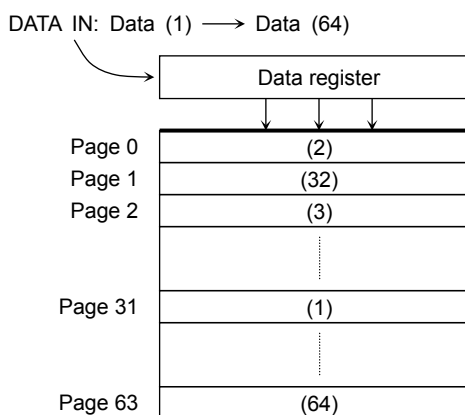 DATA IN: Data (1) ⟶ Data (64)
Data register
Page 0 (2)
Page 1 (32)
Page 2 (3)
Page 31 (1)
Page 63 (64)